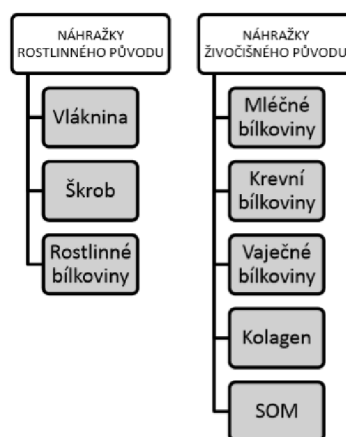 NÁHRAŽKY
ROSTLINNÉHO PŮVODU
Vláknina
Škrob
Rostlinné
bílkoviny
NÁHRAŽKY
ŽIVOČIŠNÉHO PŮVODU
Mléčné
bílkoviny
Krevní
bílkoviny
Vaječné
bílkoviny
Kolagen
SOM